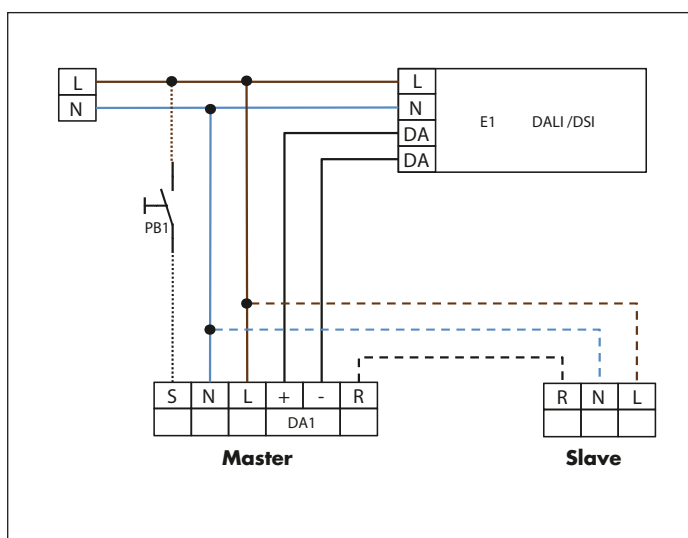 L
N
L
N
DA
DA
E1 DALI /DSI
PB1
S N L + - R
DA1
Master
R N L
Slave